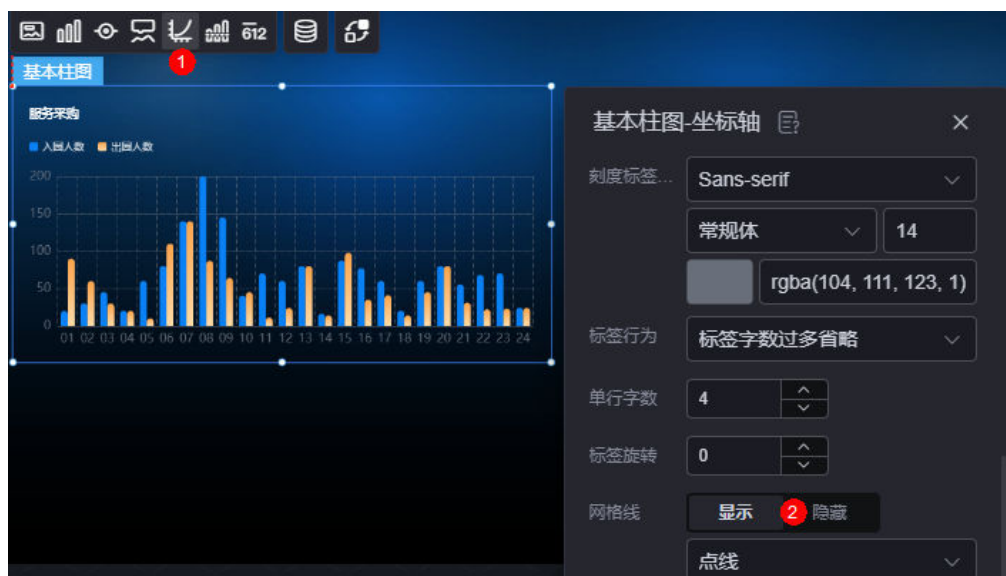 612
1
基本柱图
服务采购
入园人数 出园人数
200
150
100
50
0
01 02 03 04 05 06 07 08 09 10 11 12 13 14 15 16 17 18 19 20 21 22 23 24
基本柱图-坐标轴
刻度标签... Sans-serif
常规体 14
rgba(104, 111, 123, 1)
标签行为 标签字数过多省略
单行字数 4
标签旋转 0
网格线 显示 2 隐藏
点线